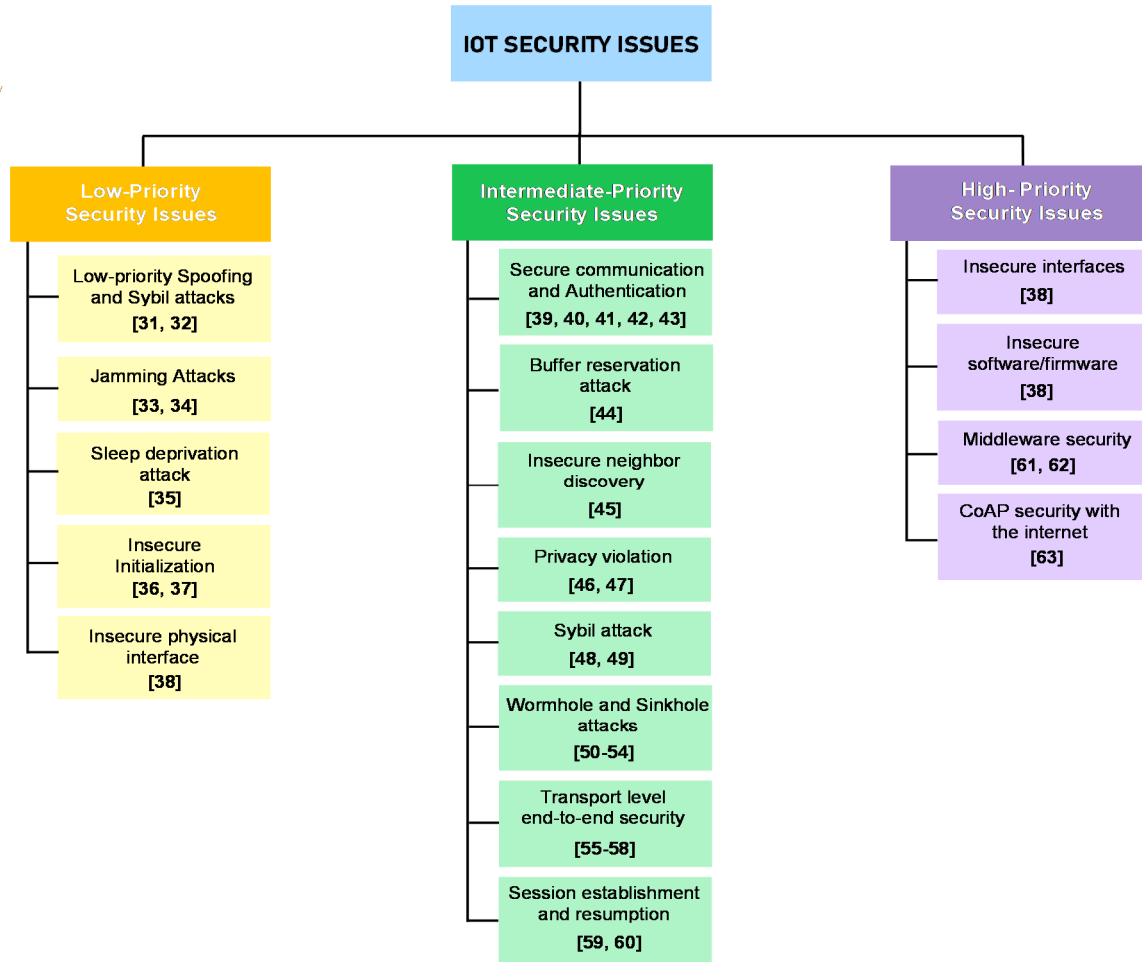 IOT SECURITY ISSUES
Low-Priority
Security Issues
Low-priority Spoofing
and Sybil attacks
[31, 32]
Jamming Attacks
[33, 34]
Sleep deprivation
attack
[35]
Insecure
Initialization
[36, 37]
Insecure physical
interface
[38]
Intermediate-Priority
Security Issues
Secure communication
and Authentication
[39, 40, 41, 42, 43]
Buffer reservation
attack
[44]
Insecure neighbor
discovery
[45]
Privacy violation
[46, 47]
Sybil attack
[48, 49]
Wormhole and Sinkhole
attacks
[50-54]
Transport level
end-to-end security
[55-58]
Session establishment
and resumption
[59, 60]
High- Priority
Security Issues
Insecure interfaces
[38]
Insecure
software/firmware
[38]
Middleware security
[61, 62]
CoAP security with
the internet
[63]